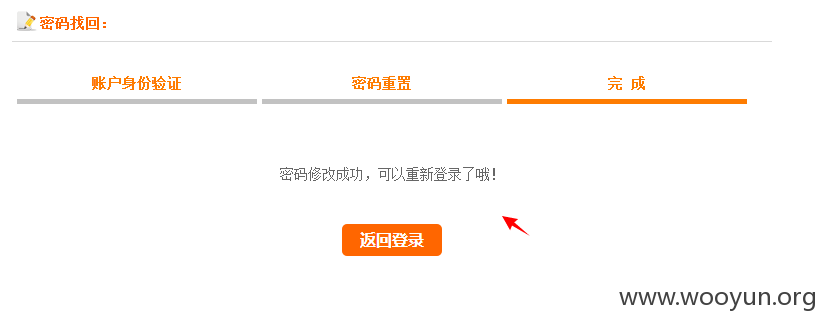 密码找回：
账户身份验证
密码重置
完 成
密码修改成功，可以重新登录了哦！
返回登录
www.wooyun.org